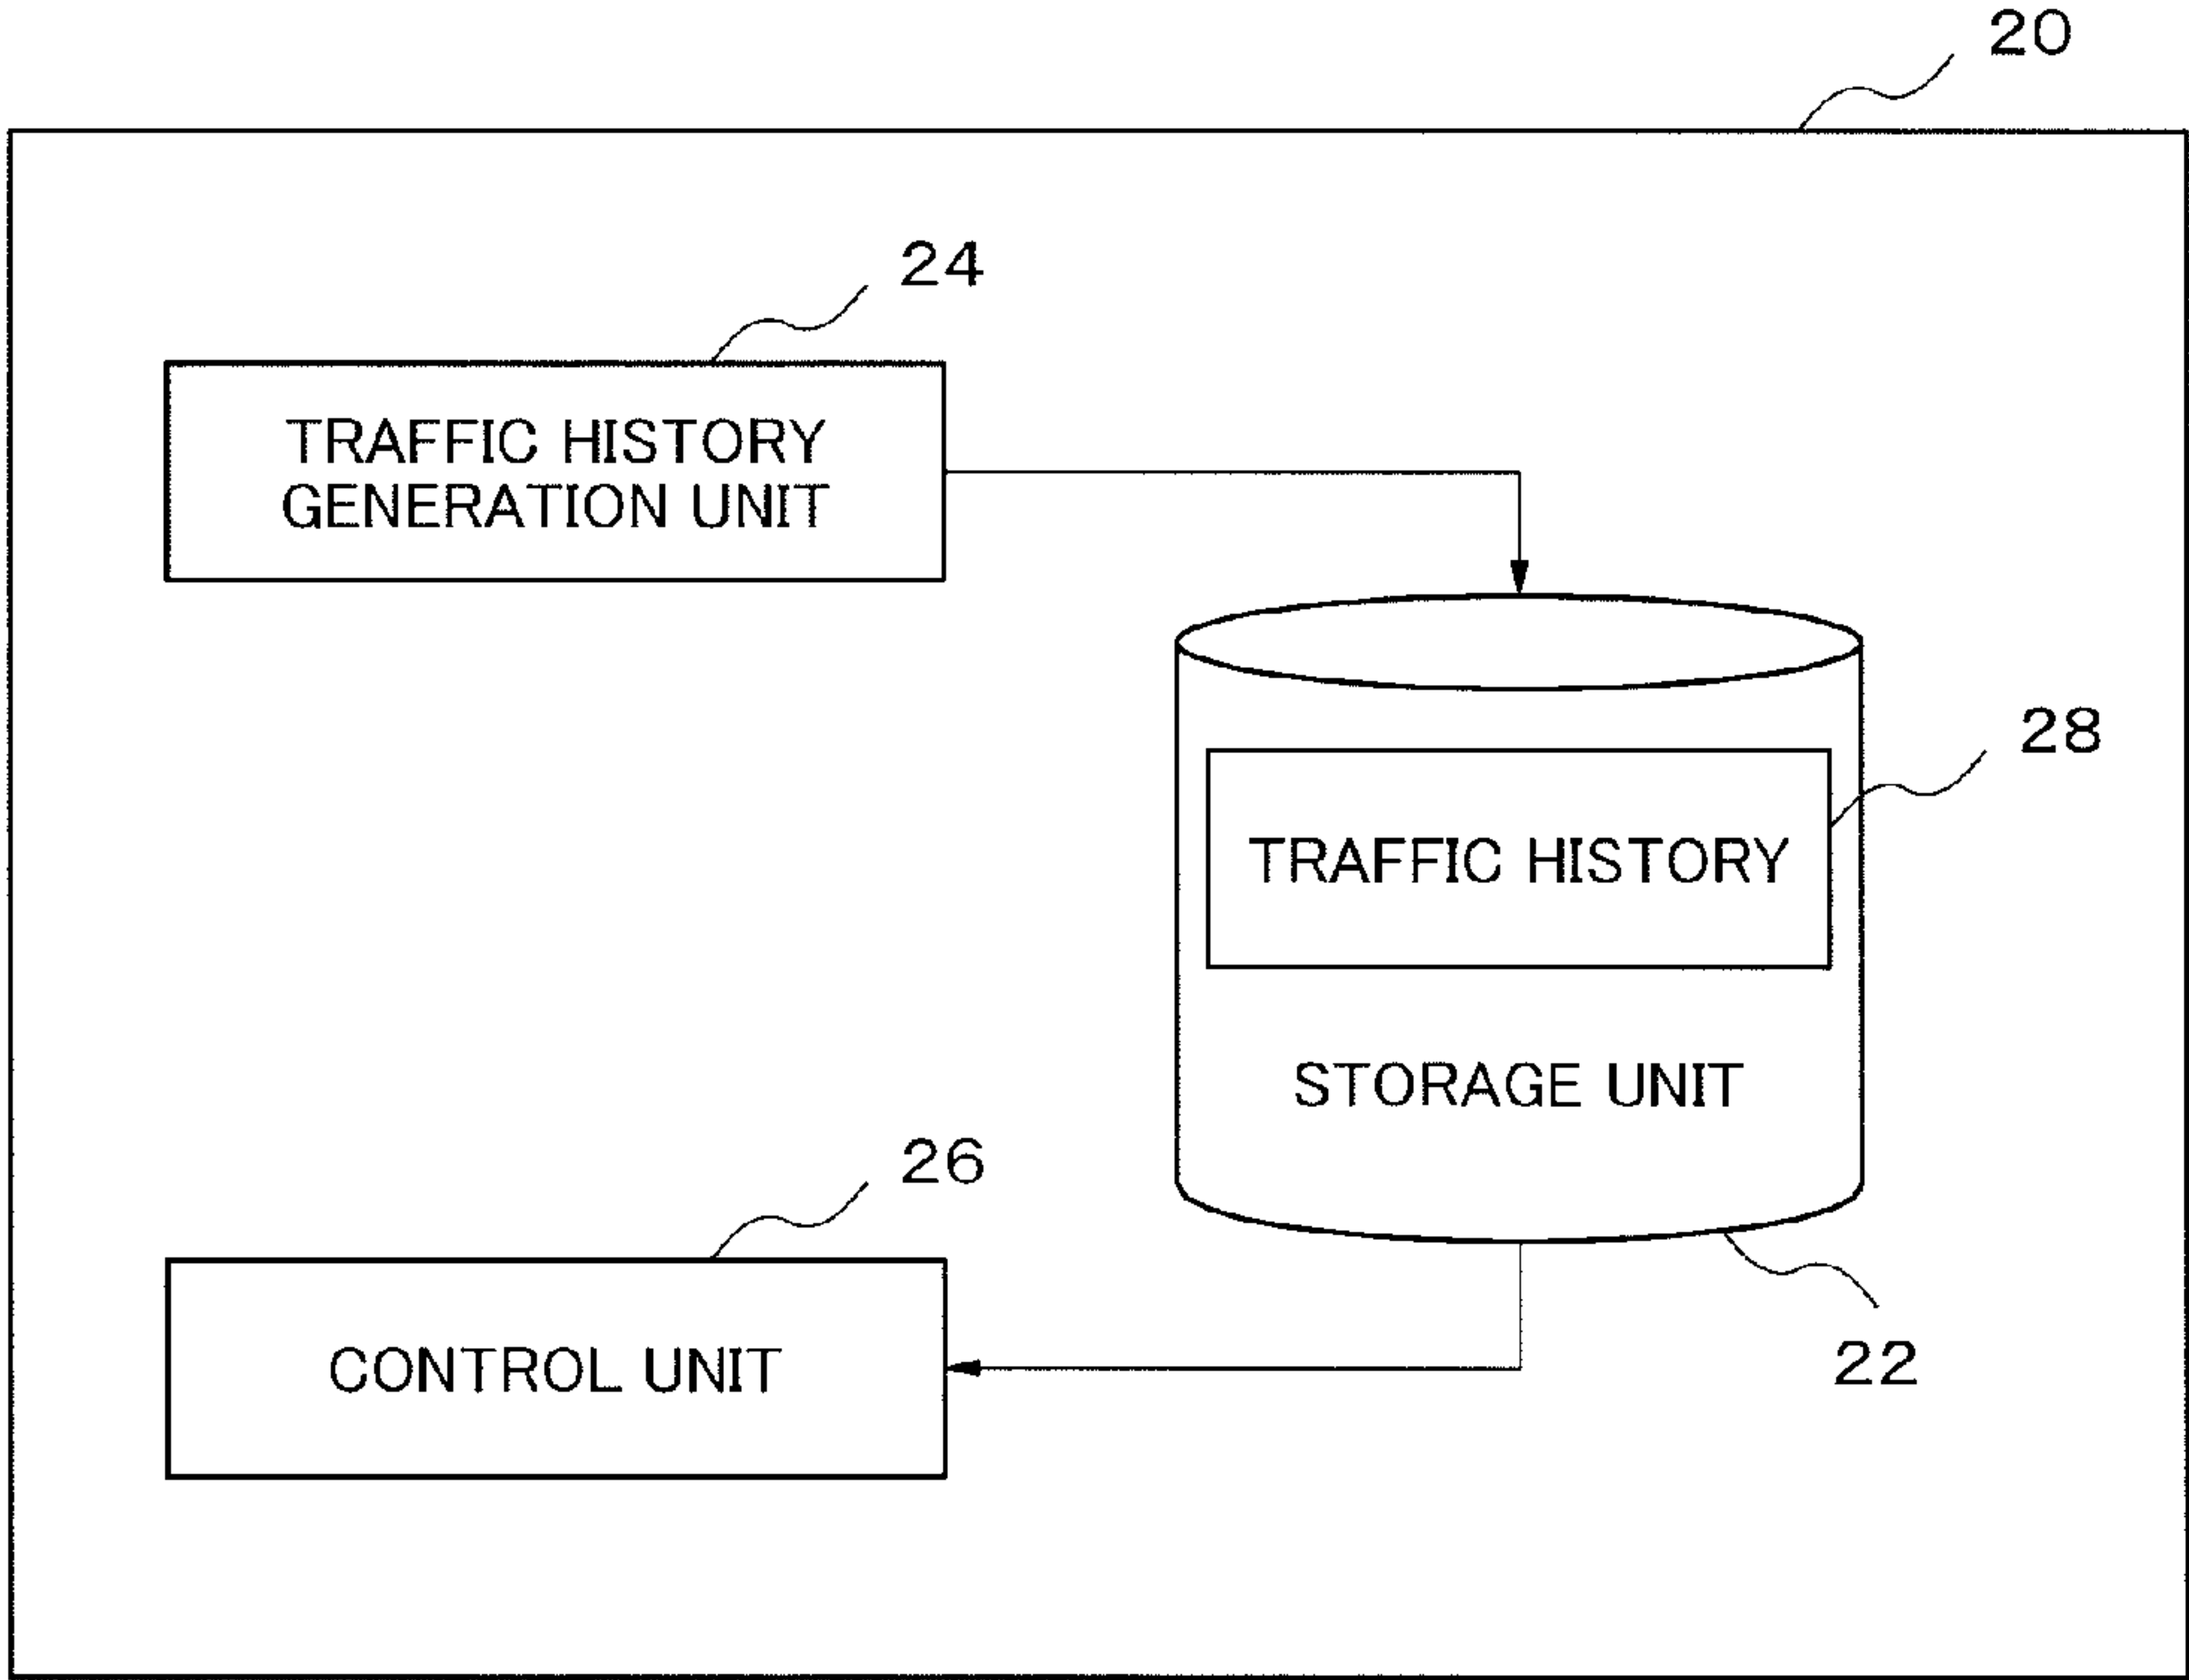 20
24
TRAFFIC HISTORY
GENERATION UNIT
28
TRAFFIC HISTORY
STORAGE UNIT
26
CONTROL UNIT
22